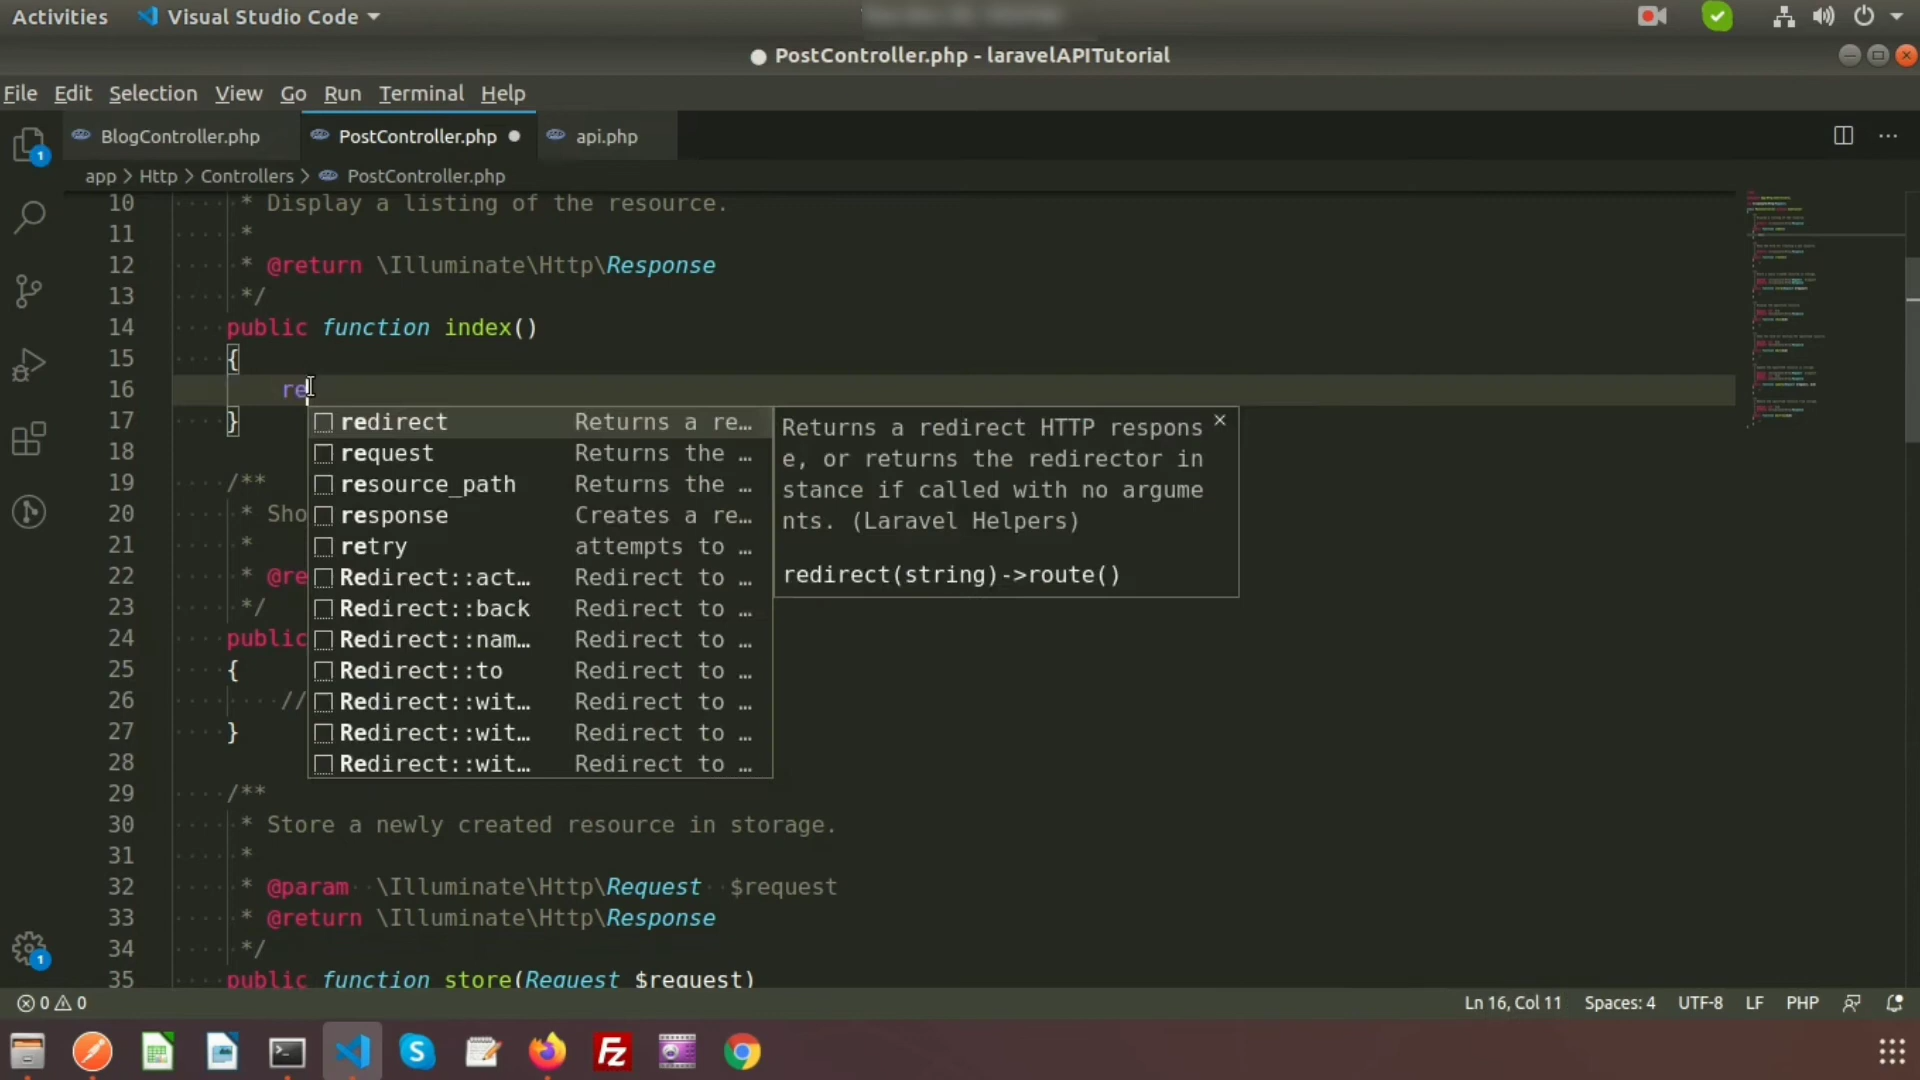 Activities Visual Studio Code
PostController.php - laravelAPITutorial
File Edit Selection View Go Run Terminal Help
1 BlogController.php PostController.php api.php
app > Http > Controllers > PostController.php
10 * Display a listing of the resource.
11 *
12 * @return \Illuminate\Http\Response
13 */
14 public function index()
15 {
16 re
17 }
redirect Returns a re…
request Returns the …
resource_path Returns the …
response Creates a re…
retry attempts to …
Redirect::act… Redirect to …
Redirect::back Redirect to …
Redirect::nam… Redirect to …
Redirect::to Redirect to …
Redirect::wit… Redirect to …
Redirect::wit… Redirect to …
Redirect::wit… Redirect to …
Returns a redirect HTTP respons
e, or returns the redirector in
stance if called with no argume
nts. (Laravel Helpers)
redirect(string)->route()
18
19 /**
20 * Sho
21 *
22 * @re
23 */
24 public
25 {
26 //
27 }
28
29 /**
30 * Store a newly created resource in storage.
31 *
32 * @param \Illuminate\Http\Request $request
33 * @return \Illuminate\Http\Response
34 */
35 public function store(Request $request)
1
0 0 Ln 16, Col 11 Spaces: 4 UTF-8 LF PHP
S Fz